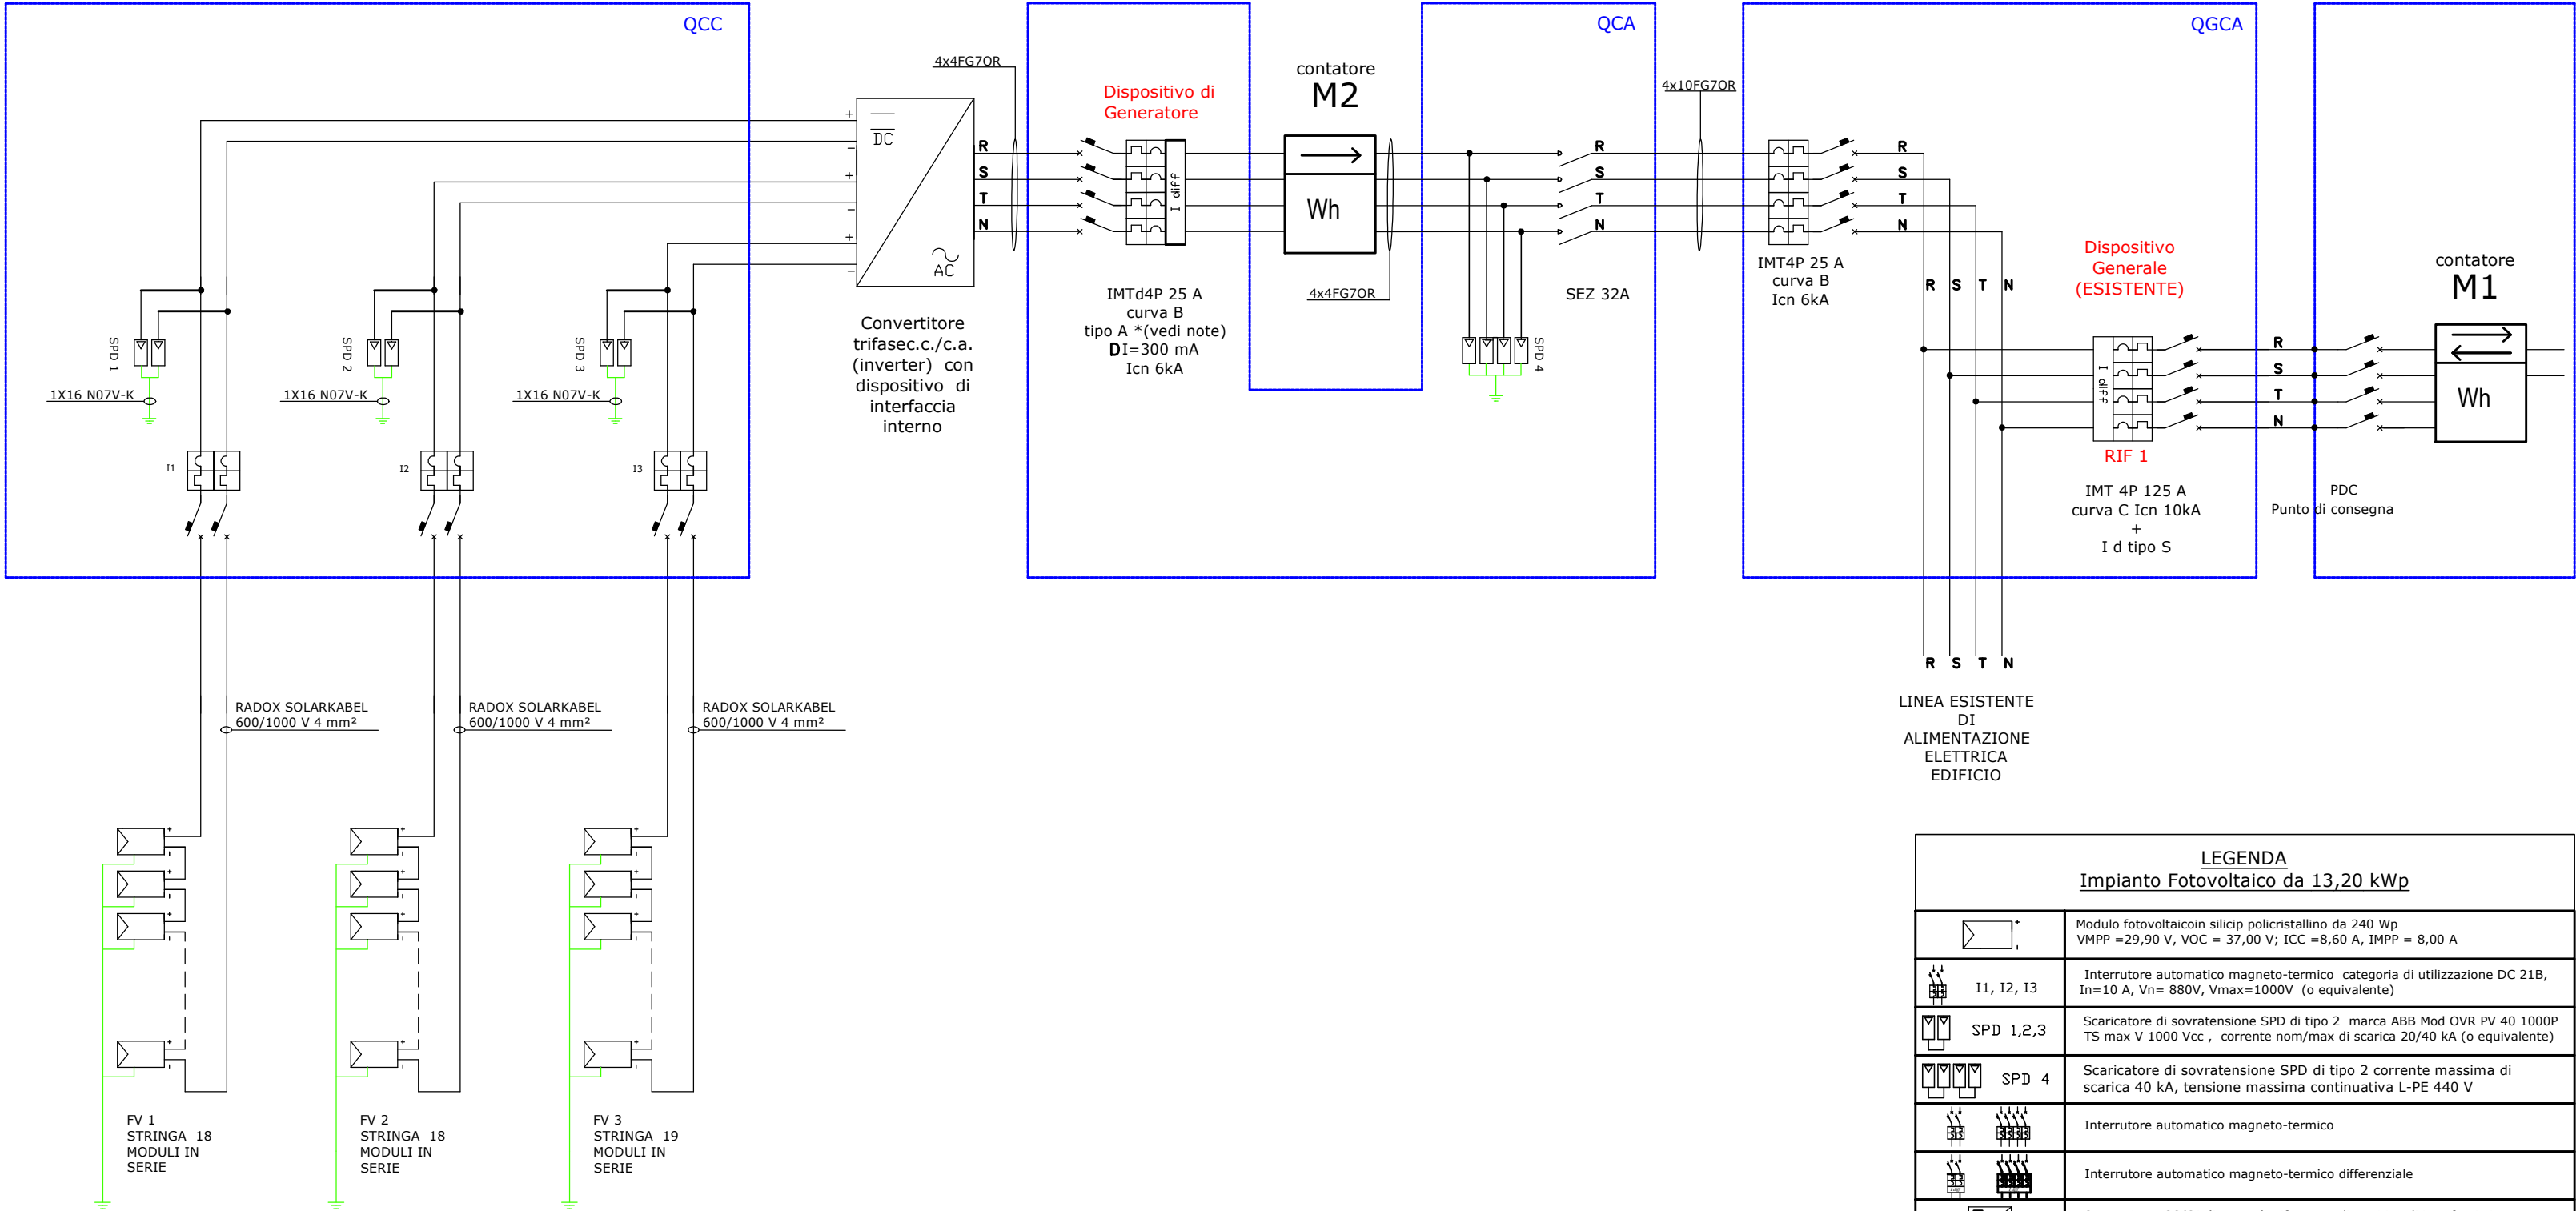 QCC
SPD 1
1X16 N07V-K
I1
SPD 2
1X16 N07V-K
I2
SPD 3
1X16 N07V-K
I3
RADOX SOLARKABEL
600/1000 V 4 mm²
RADOX SOLARKABEL
600/1000 V 4 mm²
RADOX SOLARKABEL
600/1000 V 4 mm²
FV 1
STRINGA 18
MODULI IN
SERIE
FV 2
STRINGA 18
MODULI IN
SERIE
FV 3
STRINGA 19
MODULI IN
SERIE
+
DC
–
+
–
+
–
AC
Convertitore
trifasec.c./c.a.
(inverter) con
dispositivo di
interfaccia
interno
4x4FG7OR
R
S
T
N
Dispositivo di
Generatore
I diff
IMTd4P 25 A
curva B
tipo A *(vedi note)
DI=300 mA
Icn 6kA
contatore
M2
Wh
4x4FG7OR
QCA
SPD 4
R
S
T
N
SEZ 32A
4x10FG7OR
QGCA
IMT4P 25 A
curva B
Icn 6kA
R
S
T
N
R S T N
R S T N
LINEA ESISTENTE
DI
ALIMENTAZIONE
ELETTRICA
EDIFICIO
Dispositivo
Generale
(ESISTENTE)
I diff
RIF 1
IMT 4P 125 A
curva C Icn 10kA
+
I d tipo S
R
S
T
N
PDC
Punto di consegna
contatore
M1
Wh
LEGENDA
Impianto Fotovoltaico da 13,20 kWp
Modulo fotovoltaicoin silicip policristallino da 240 Wp
VMPP =29,90 V, VOC = 37,00 V; ICC =8,60 A, IMPP = 8,00 A
I1, I2, I3
Interrutore automatico magneto-termico categoria di utilizzazione DC 21B,
In=10 A, Vn= 880V, Vmax=1000V (o equivalente)
SPD 1,2,3
Scaricatore di sovratensione SPD di tipo 2 marca ABB Mod OVR PV 40 1000P
TS max V 1000 Vcc , corrente nom/max di scarica 20/40 kA (o equivalente)
SPD 4
Scaricatore di sovratensione SPD di tipo 2 corrente massima di
scarica 40 kA, tensione massima continuativa L-PE 440 V
Interrutore automatico magneto-termico
Interrutore automatico magneto-termico differenziale